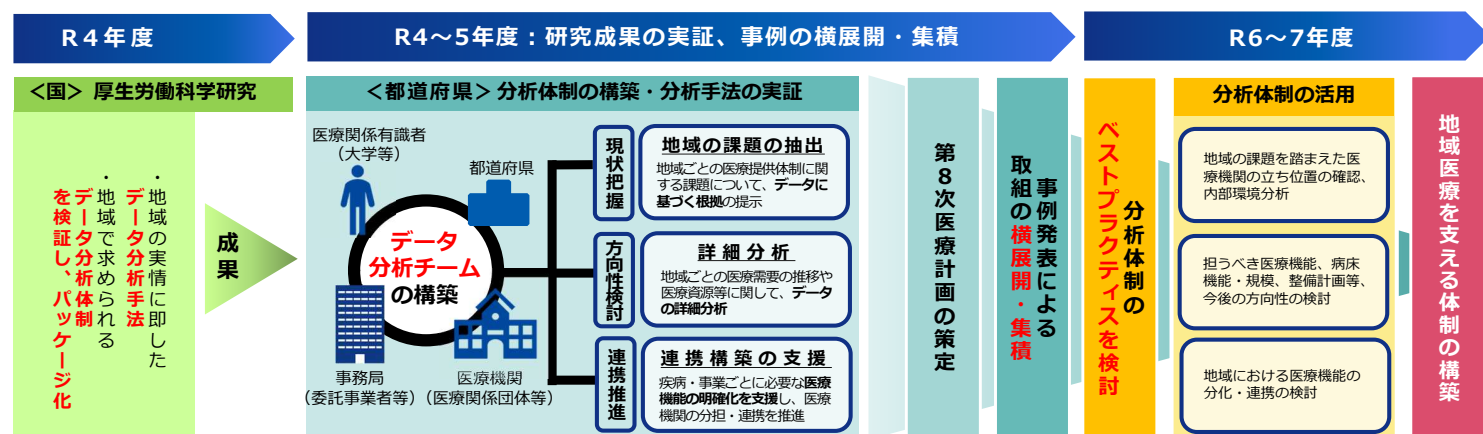 R4年度
R4～5年度：研究成果の実証、事例の横展開・集積
R6～7年度
＜国＞ 厚生労働科学研究
・地域の実情に即した
データ分析手法
・地域で求められる
データ分析体制
を検証し、パッケージ化
成果
＜都道府県＞分析体制の構築・分析手法の実証
医療関係有識者
（大学等）
都道府県
データ
分析チーム
の構築
事務局
（委託事業者等）
医療機関
（医療関係団体等）
現状把握
地域の課題の抽出
地域ごとの医療提供体制に関
する課題について、データに
基づく根拠の提示
方向性検討
詳細分析
地域ごとの医療需要の推移や
医療資源等に関して、データ
の詳細分析
連携推進
連携構築の支援
疾病・事業ごとに必要な医療
機能の明確化を支援し、医療
機関の分担・連携を推進
第8次医療計画の策定
事例発表による
取組の横展開・集積
分析体制の
ベストプラクティスを検討
分析体制の活用
地域の課題を踏まえた医
療機関の立ち位置の確認、
内部環境分析
担うべき医療機能、病床
機能・規模、整備計画等、
今後の方向性の検討
地域における医療機能の
分化・連携の検討
地域医療を支える体制の構築